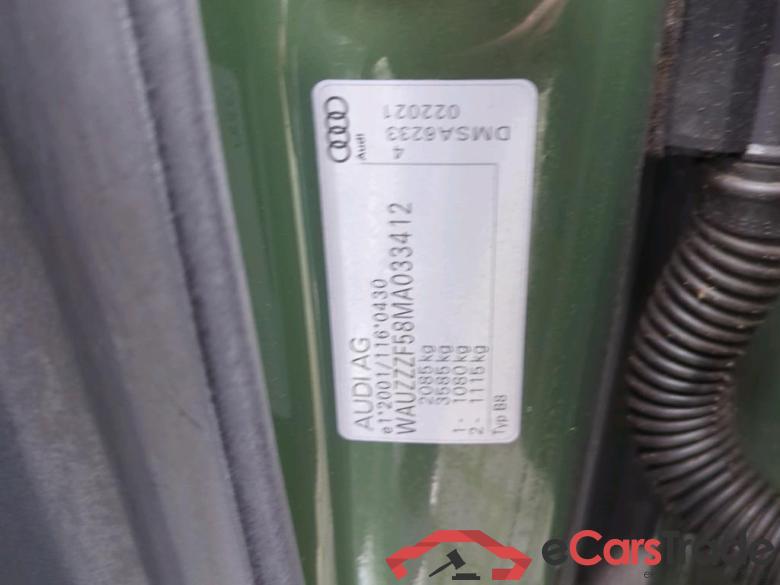 AUDI AG
e1*2001/116*0430
WAUZZZF58MA033412
2085 kg
3585 kg
1- 1080 kg
2- 1115 kg
Typ B8
Audi
4
DMSA6233
022021
eCarsTrade